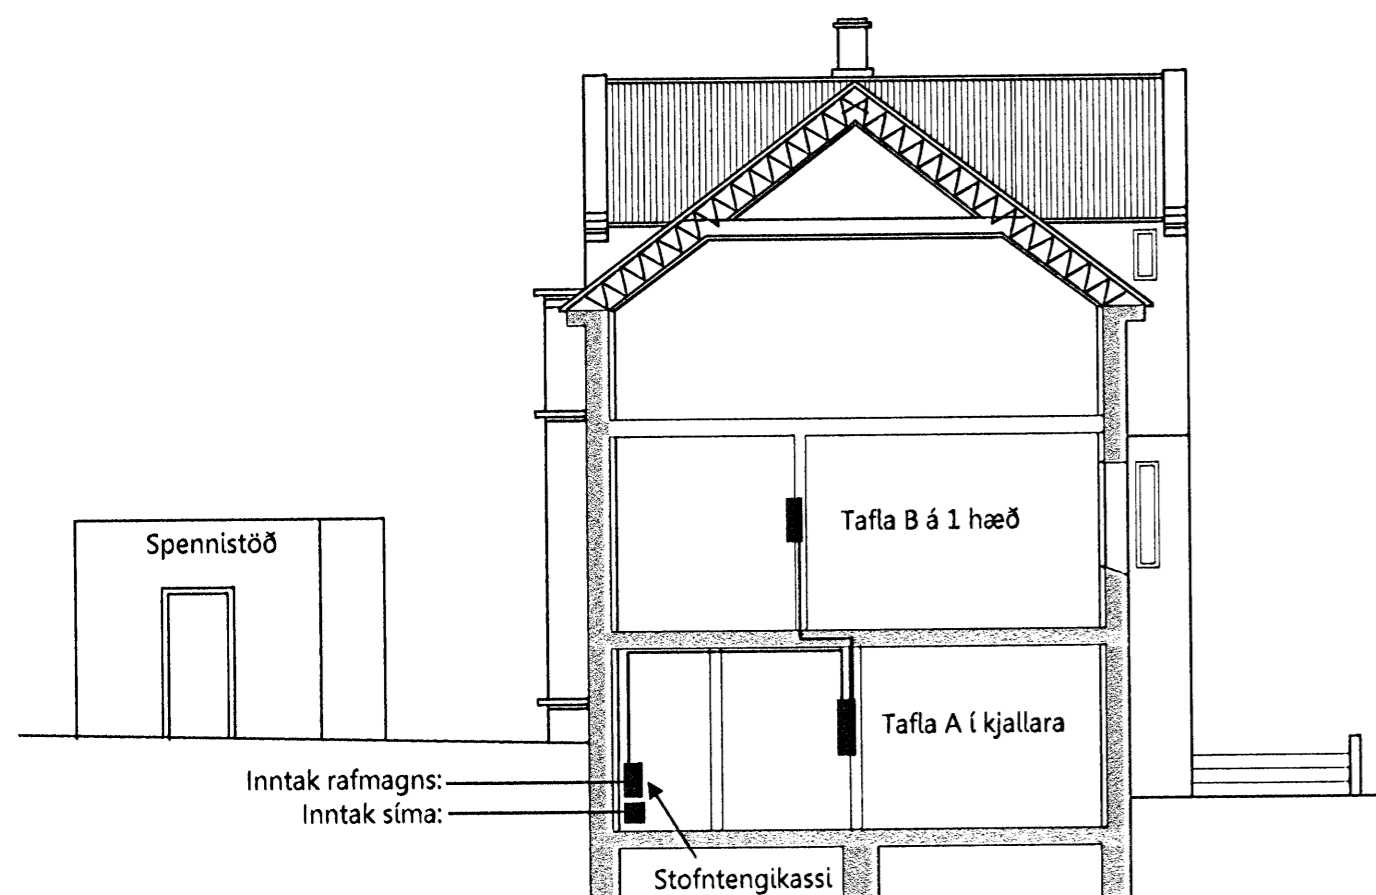 Spennistöð
Tafla B á 1 hæð
Tafla A í kjallara
Inntak rafmagns:
Inntak síma:
Stofntengikassi